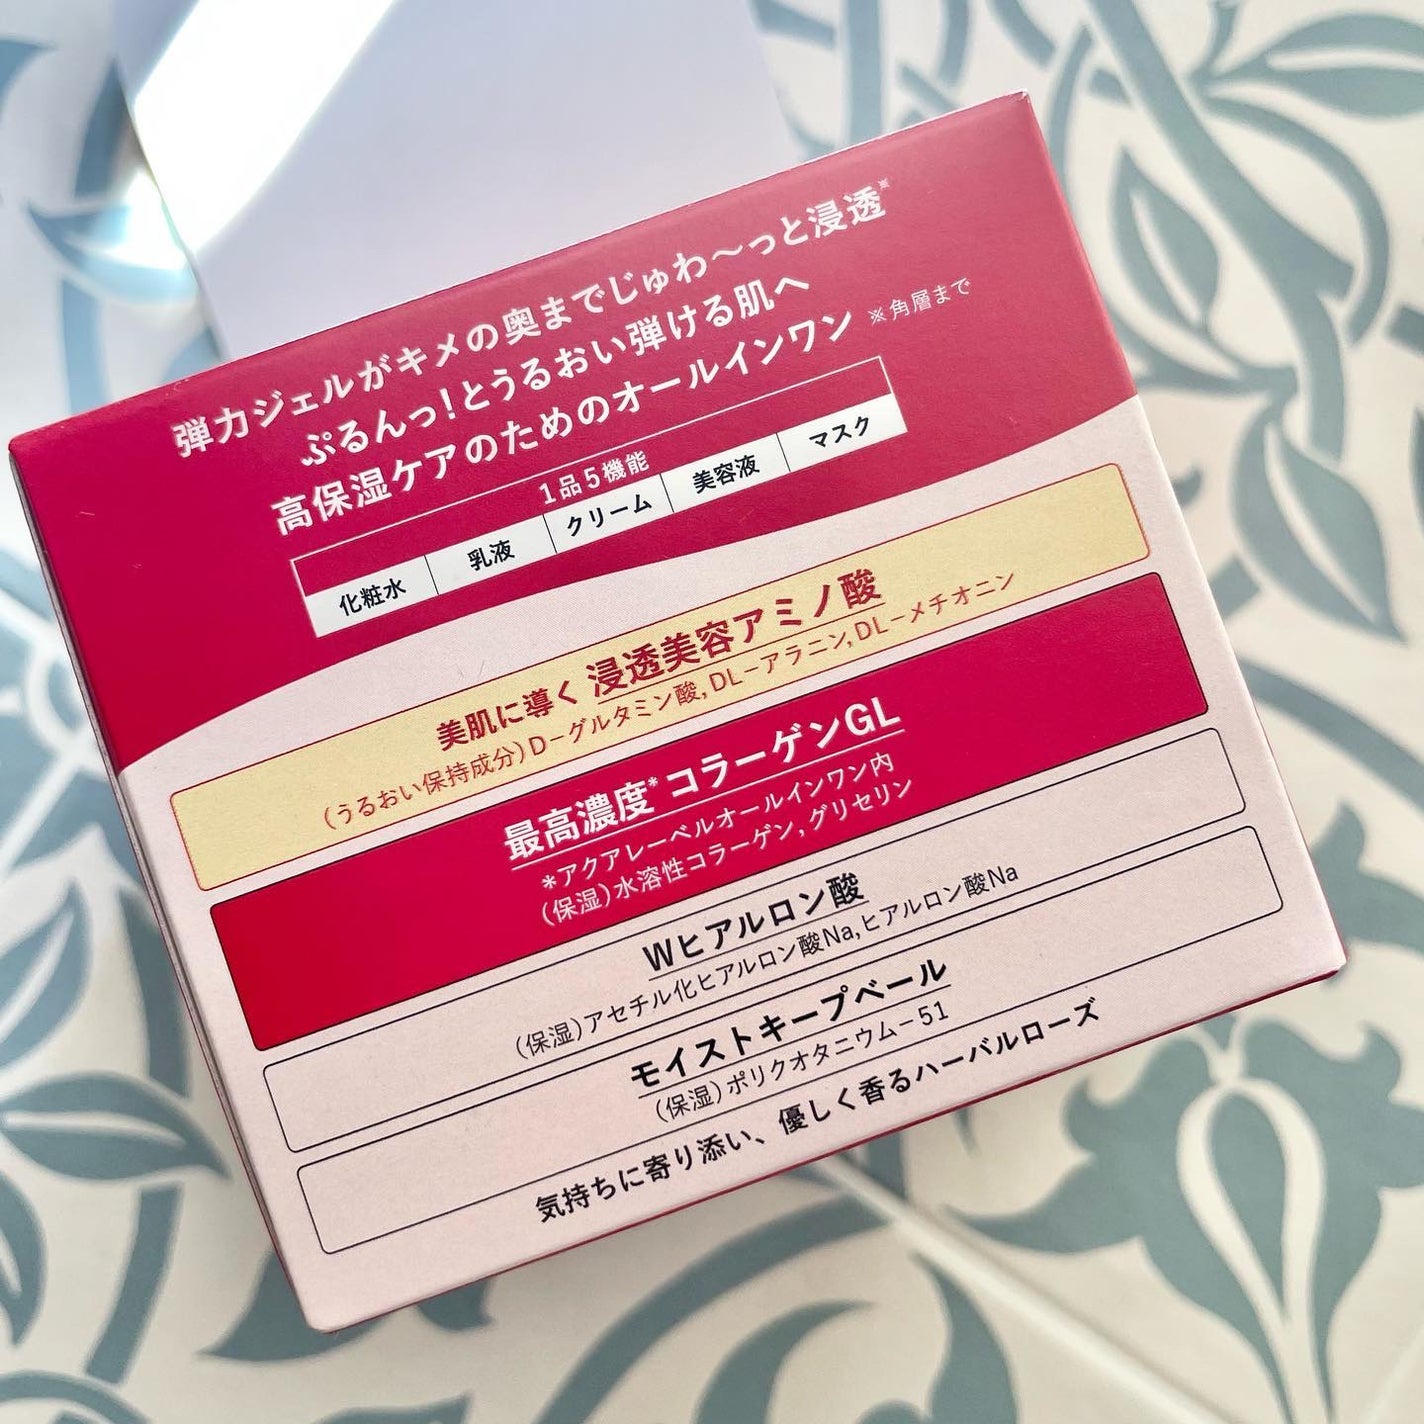 弾力ジェルがキメの奥までじゅわ〜っと浸透※
ぷるんっ!とうるおい弾ける肌へ
高保湿ケアのためのオールインワン ※角層まで
1品5機能
化粧水 乳液 クリーム 美容液 マスク
美肌に導く 浸透美容アミノ酸
(うるおい保持成分)D-グルタミン酸,DL-アラニン,DL-メチオニン
最高濃度*コラーゲンGL
*アクアレーベルオールインワン内
(保湿)水溶性コラーゲン,グリセリン
Wヒアルロン酸
(保湿)アセチル化ヒアルロン酸Na,ヒアルロン酸Na
モイストキープベール
(保湿)ポリクオタニウム-51
気持ちに寄り添い、優しく香るハーバルローズ